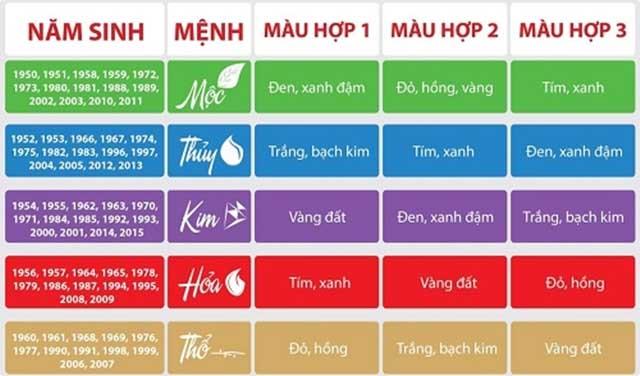 NĂM SINH MỆNH MÀU HỢP 1 MÀU HỢP 2 MÀU HỢP 3
1950, 1951, 1958, 1959, 1972,
1973, 1980, 1981, 1988, 1989,
2002, 2003, 2010, 2011
Mộc Đen, xanh đậm Đỏ, hồng, vàng Tím, xanh
1952, 1953, 1966, 1967, 1974,
1975, 1982, 1983, 1996, 1997,
2004, 2005, 2012, 2013
Thủy Trắng, bạch kim Tím, xanh Đen, xanh đậm
1954, 1955, 1962, 1963, 1970,
1971, 1984, 1985, 1992, 1993,
2000, 2001, 2014, 2015
Kim Vàng đất Đen, xanh đậm Trắng, bạch kim
1956, 1957, 1964, 1965, 1978,
1979, 1986, 1987, 1994, 1995,
2008, 2009
Hỏa Tím, xanh Vàng đất Đỏ, hồng
1960, 1961, 1968, 1969, 1976,
1977, 1990, 1991, 1998, 1999,
2006, 2007
Thổ Đỏ, hồng Trắng, bạch kim Vàng đất